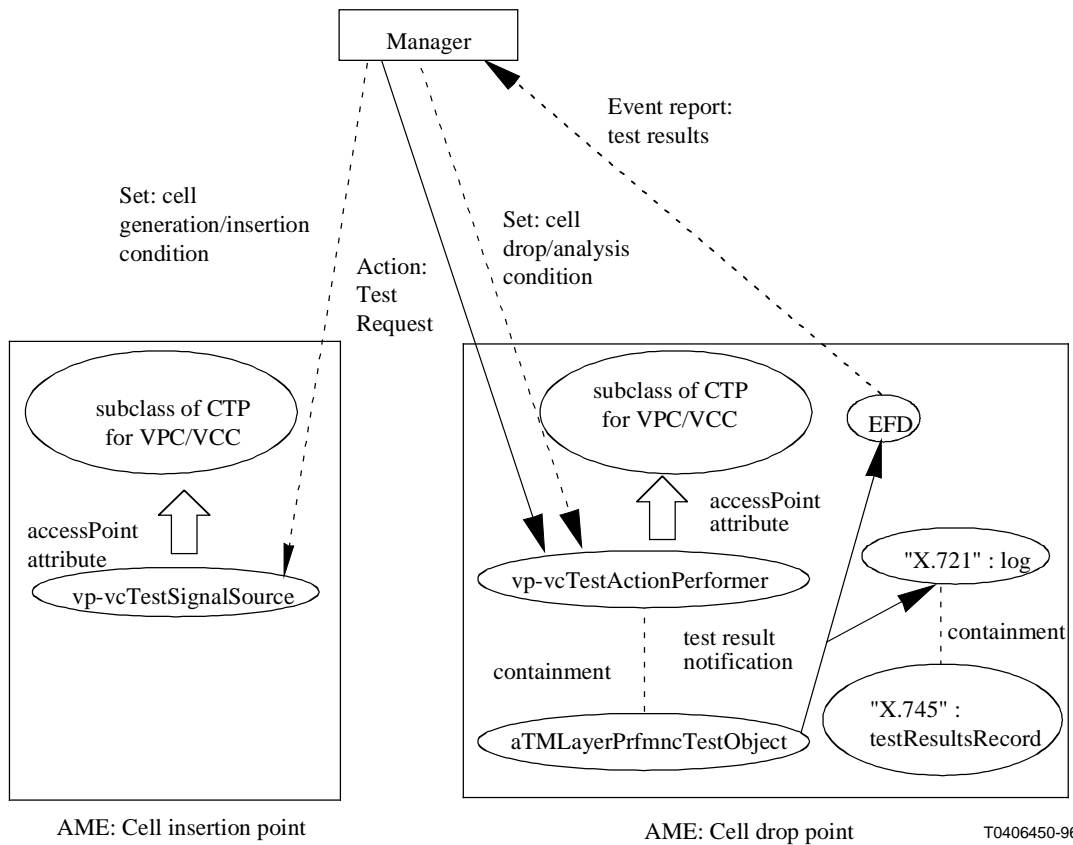 Manager
Event report:
test results
Set: cell
generation/insertion
condition
Set: cell
drop/analysis
condition
Action:
Test
Request
subclass of CTP
for VPC/VCC
accessPoint
attribute
vp-vcTestSignalSource
subclass of CTP
for VPC/VCC
EFD
accessPoint
attribute
"X.721" : log
vp-vcTestActionPerformer
test result
notification
containment
containment
"X.745" :
testResultsRecord
aTMLayerPrfmncTestObject
AME: Cell insertion point
AME: Cell drop point
T0406450-96